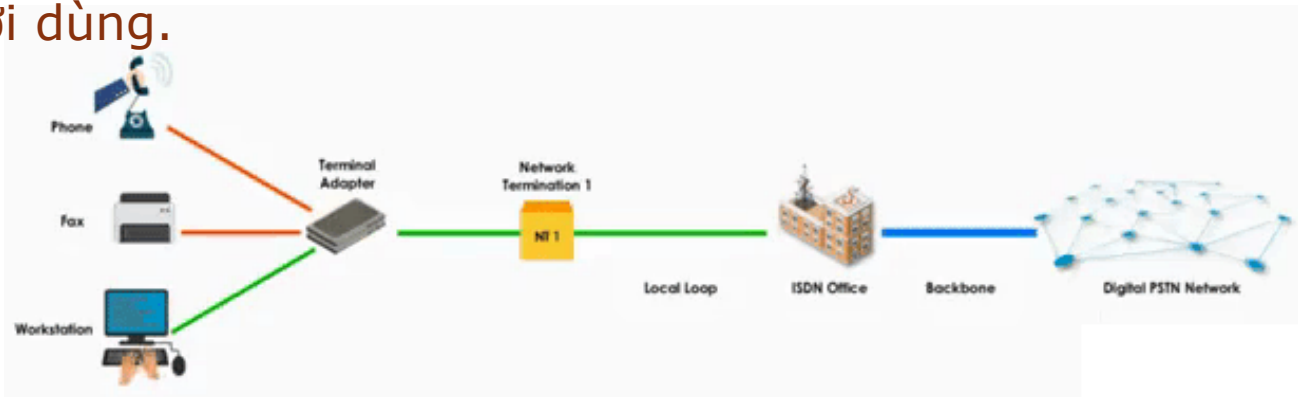 i dùng.
Phone
Terminal
Adapter
Network
Termination 1
Fax
NT 1
Local Loop
ISDN Office
Backbone
Digital PSTN Network
Workstation